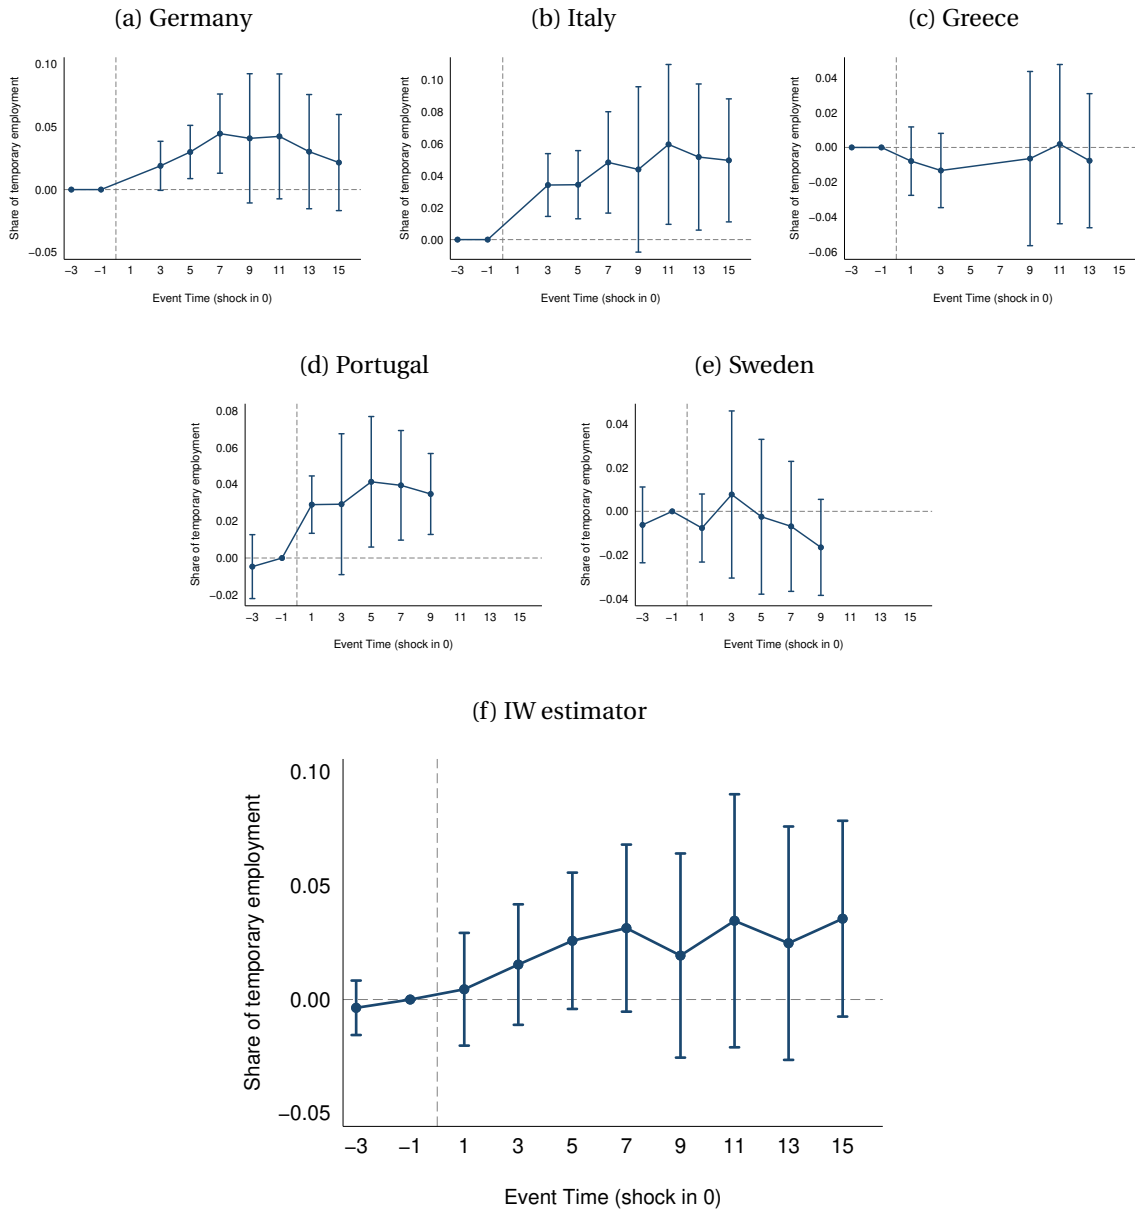 (a) Germany
(b) Italy
(c) Greece
Share of temporary employment
0.10
0.05
0.00
−0.05
−3 −1 1 3 5 7 9 11 13 15
Event Time (shock in 0)
Share of temporary employment
0.10
0.08
0.06
0.04
0.02
0.00
−3 −1 1 3 5 7 9 11 13 15
Event Time (shock in 0)
Share of temporary employment
0.04
0.02
0.00
−0.02
−0.04
−0.06
−3 −1 1 3 5 7 9 11 13 15
Event Time (shock in 0)
(d) Portugal
(e) Sweden
Share of temporary employment
0.08
0.06
0.04
0.02
0.00
−0.02
−3 −1 1 3 5 7 9 11 13 15
Event Time (shock in 0)
Share of temporary employment
0.04
0.02
0.00
−0.02
−0.04
−3 −1 1 3 5 7 9 11 13 15
Event Time (shock in 0)
(f) IW estimator
Share of temporary employment
0.10
0.05
0.00
−0.05
−3 −1 1 3 5 7 9 11 13 15
Event Time (shock in 0)